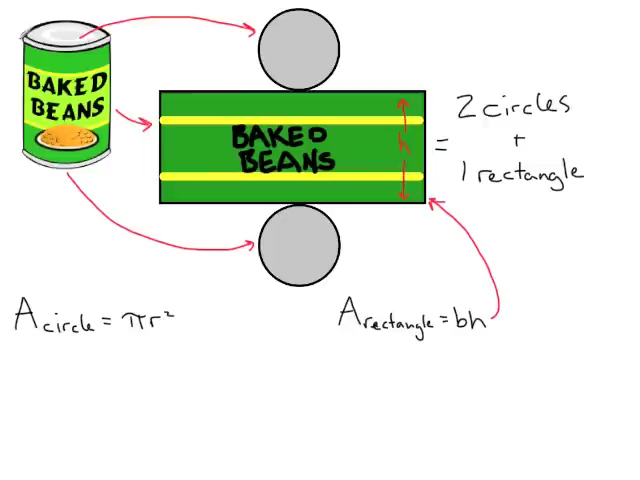 BAKED
BEANS
BAKED
BEANS
h
= 2 circles
+
1 rectangle
A circle = πr²
A rectangle = bh